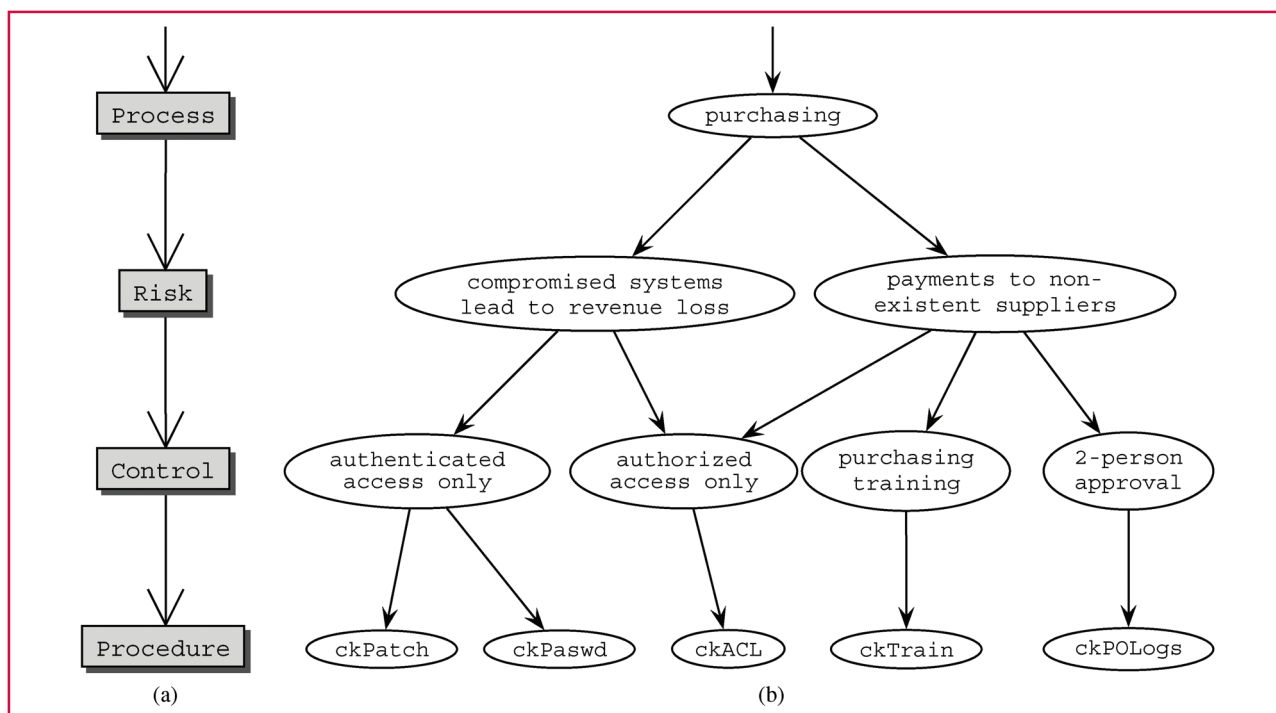 Process
purchasing
Risk
compromised systems
lead to revenue loss
payments to non-
existent suppliers
Control
authenticated
access only
authorized
access only
purchasing
training
2-person
approval
Procedure
ckPatch
ckPaswd
ckACL
ckTrain
ckPOLogs
(a)
(b)